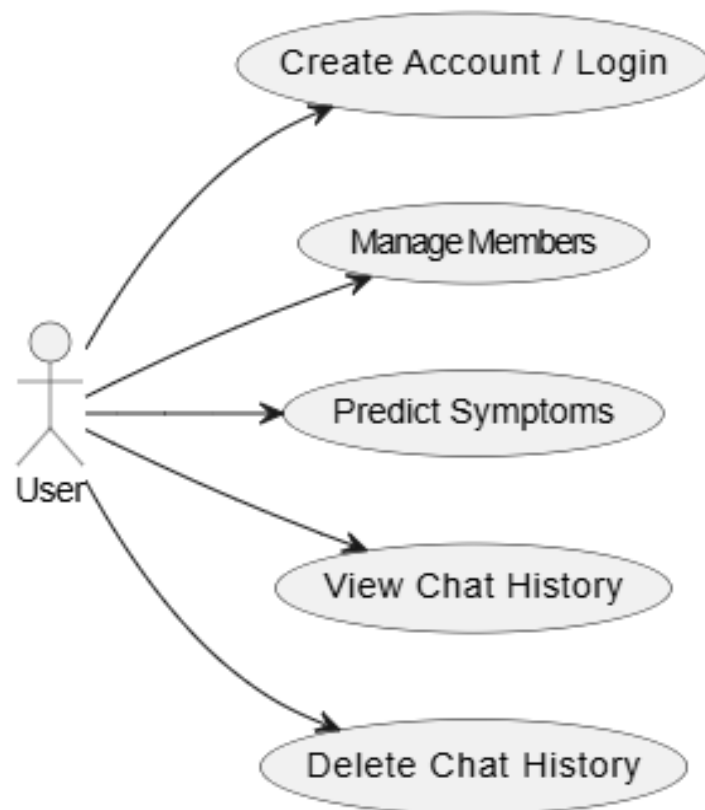 Create Account / Login
Manage Members
Predict Symptoms
User
View Chat History
Delete Chat History